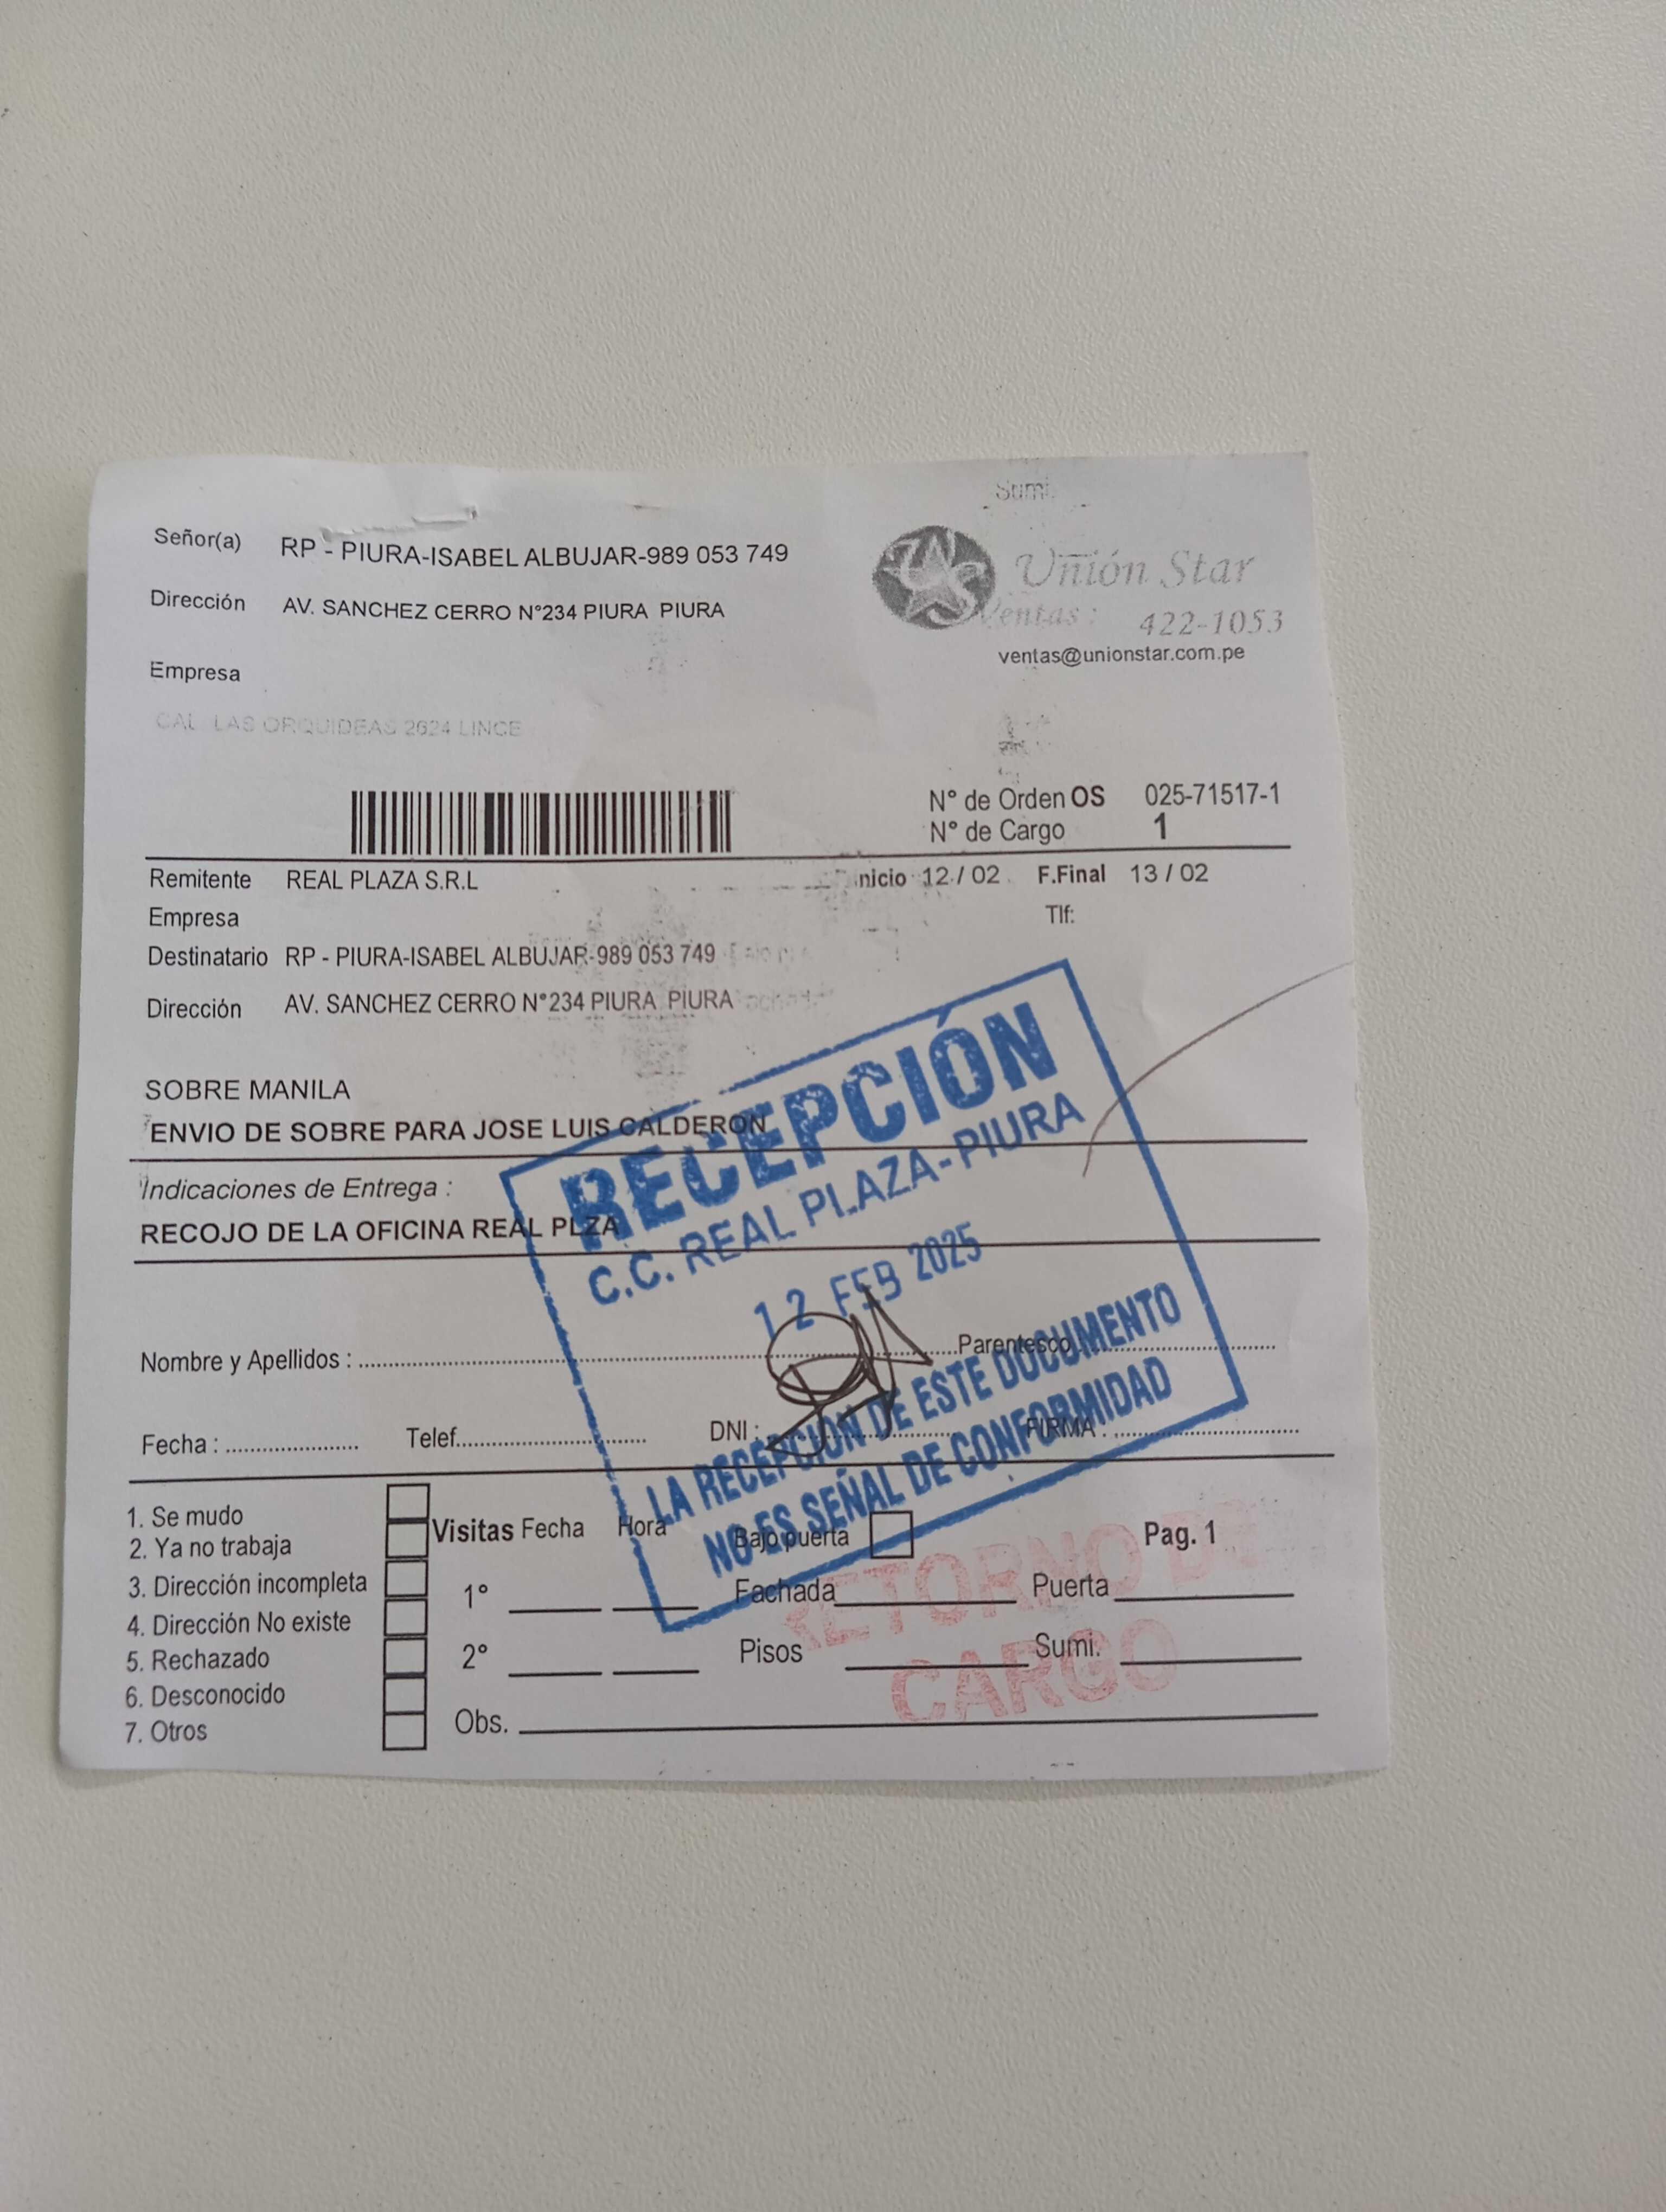 Sumi.
Señor(a) RP - PIURA-ISABEL ALBUJAR-989 053 749
Unión Star
Dirección AV. SANCHEZ CERRO N°234 PIURA PIURA
Ventas : 422-1053
ventas@unionstar.com.pe
Empresa
CAL LAS ORQUIDEAS 2624 LINCE
N° de Orden OS 025-71517-1
N° de Cargo 1
Remitente REAL PLAZA S.R.L nicio 12 / 02 F.Final 13 / 02
Empresa Tlf:
Destinatario RP - PIURA-ISABEL ALBUJAR-989 053 749
Dirección AV. SANCHEZ CERRO N°234 PIURA PIURA
SOBRE MANILA
ENVIO DE SOBRE PARA JOSE LUIS CALDERON
Indicaciones de Entrega :
RECOJO DE LA OFICINA REAL PLZA
RECEPCIÓN
C.C. REAL PLAZA-PIURA
12 FEB 2025
LA RECEPCIÓN DE ESTE DOCUMENTO
NO ES SEÑAL DE CONFORMIDAD
Nombre y Apellidos : Parentesco :
Fecha : Telef. DNI : FIRMA :
1. Se mudo
2. Ya no trabaja
3. Dirección incompleta
4. Dirección No existe
5. Rechazado
6. Desconocido
7. Otros
Visitas Fecha Hora Bajo puerta Pag. 1
1° Fachada Puerta
2° Pisos Sumi.
Obs.
RETORNO DE
CARGO